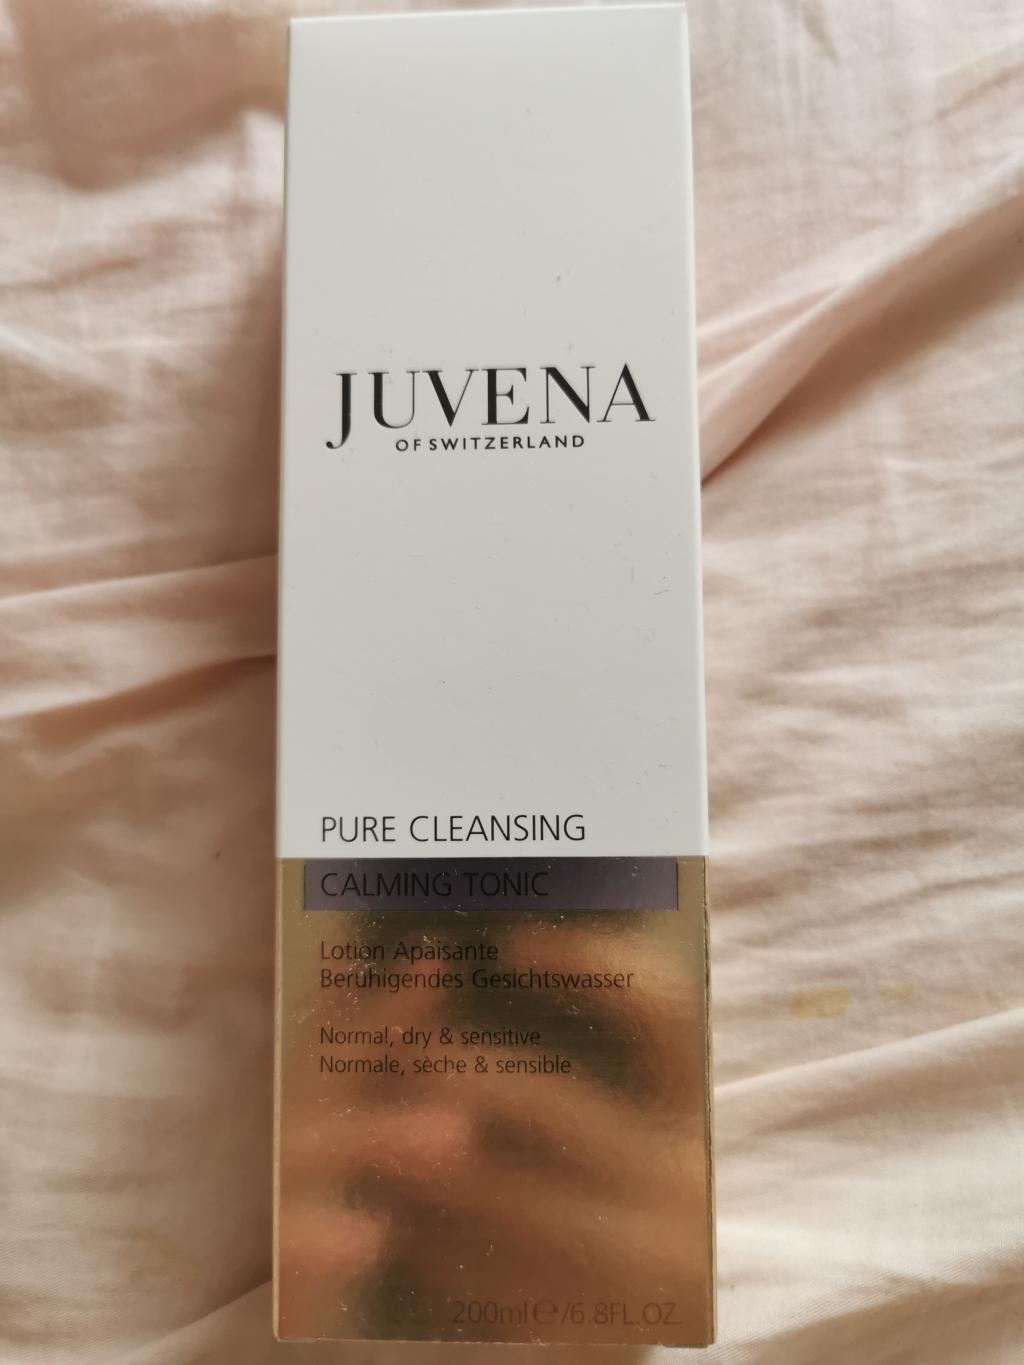 JUVENA
OF SWITZERLAND
PURE CLEANSING
CALMING TONIC
Lotion Apaisante
Beruhigendes Gesichtswasser
Normal, dry & sensitive
Normale, sèche & sensible
200ml ℮/6.8FL.OZ.